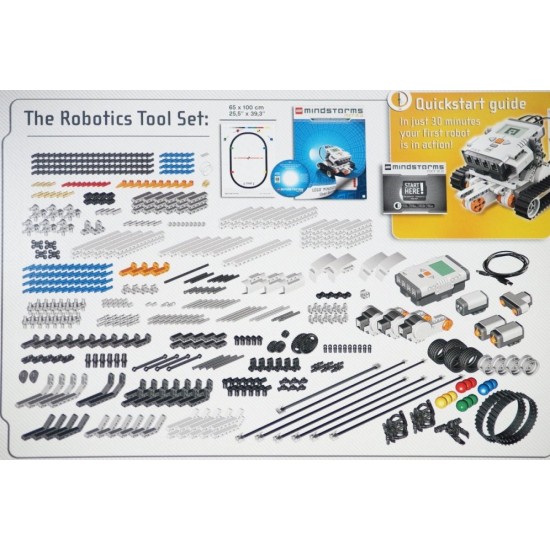 The Robotics Tool Set:
65 x 100 cm
25,5" x 39,3"
mindstorms
Quickstart guide
In just 30 minutes
your first robot
is in action!
mindstorms
START
HERE!